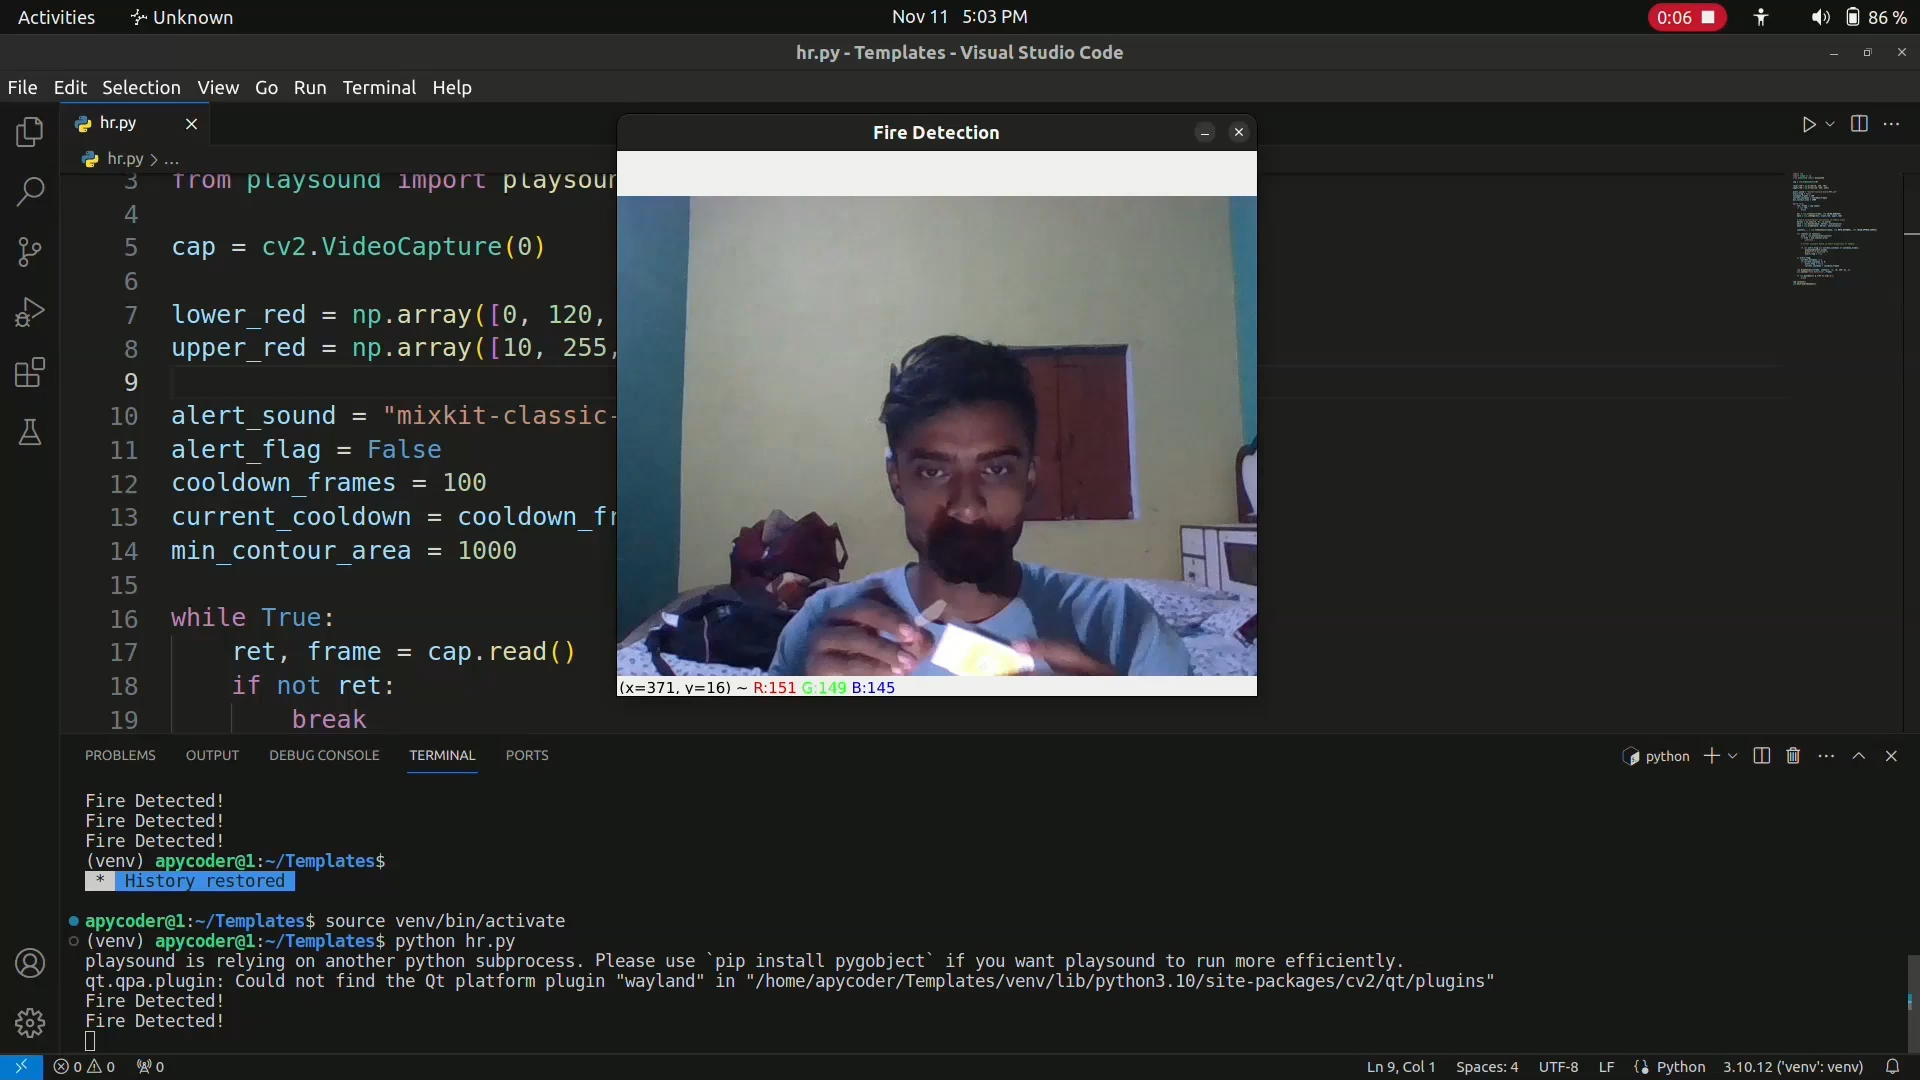 Activities
Unknown
Nov 11 5:03 PM
0:06
86 %
hr.py - Templates - Visual Studio Code
File Edit Selection View Go Run Terminal Help
hr.py
hr.py > ...
3 from playsound import playsoun
4
5 cap = cv2.VideoCapture(0)
6
7 lower_red = np.array([0, 120,
8 upper_red = np.array([10, 255,
9
10 alert_sound = "mixkit-classic-
11 alert_flag = False
12 cooldown_frames = 100
13 current_cooldown = cooldown_fr
14 min_contour_area = 1000
15
16 while True:
17 ret, frame = cap.read()
18 if not ret:
19 break
Fire Detection
(x=371, y=16) ~ R:151 G:149 B:145
PROBLEMS OUTPUT DEBUG CONSOLE TERMINAL PORTS
python
Fire Detected!
Fire Detected!
Fire Detected!
(venv) apycoder@1:~/Templates$
* History restored
apycoder@1:~/Templates$ source venv/bin/activate
(venv) apycoder@1:~/Templates$ python hr.py
playsound is relying on another python subprocess. Please use `pip install pygobject` if you want playsound to run more efficiently.
qt.qpa.plugin: Could not find the Qt platform plugin "wayland" in "/home/apycoder/Templates/venv/lib/python3.10/site-packages/cv2/qt/plugins"
Fire Detected!
Fire Detected!
0 0 0
Ln 9, Col 1 Spaces: 4 UTF-8 LF Python 3.10.12 ('venv': venv)